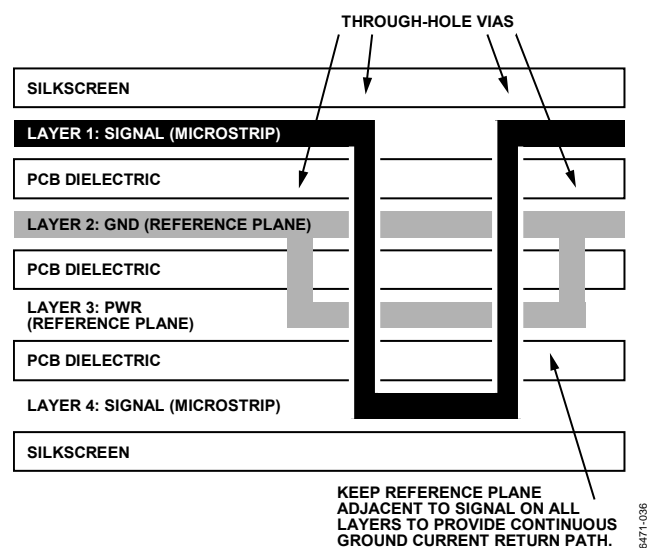 THROUGH-HOLE VIAS
SILKSCREEN
LAYER 1: SIGNAL (MICROSTRIP)
PCB DIELECTRIC
LAYER 2: GND (REFERENCE PLANE)
PCB DIELECTRIC
LAYER 3: PWR
(REFERENCE PLANE)
PCB DIELECTRIC
LAYER 4: SIGNAL (MICROSTRIP)
SILKSCREEN
KEEP REFERENCE PLANE
ADJACENT TO SIGNAL ON ALL
LAYERS TO PROVIDE CONTINUOUS
GROUND CURRENT RETURN PATH.
6471-036